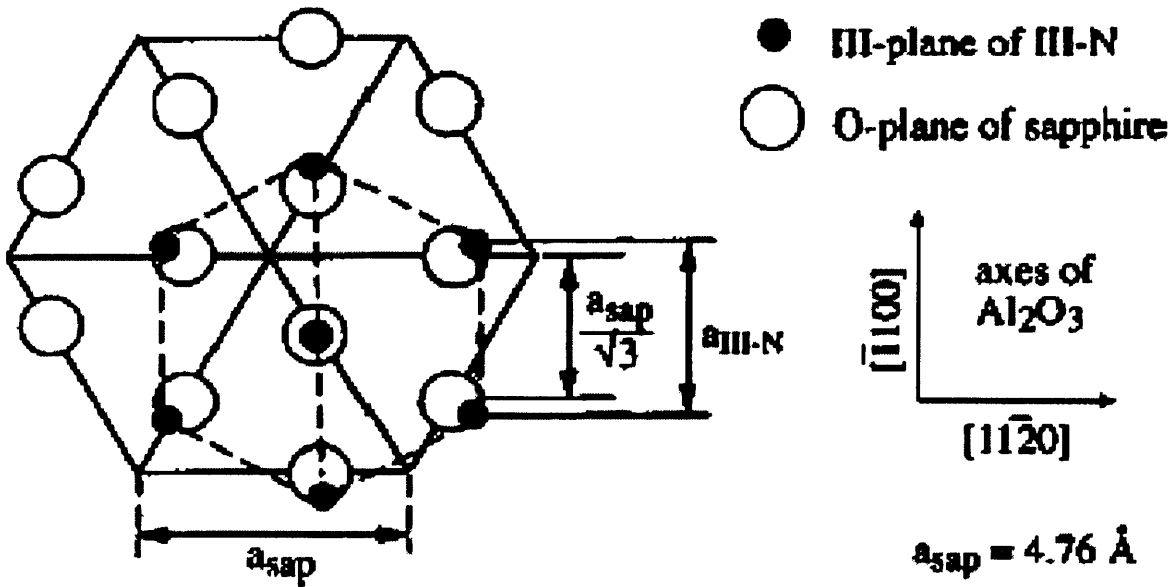 III-plane of III-N
O-plane of sapphire
a_sap
√3
a_III-N
[1̄100]
axes of
Al₂O₃
[112̄0]
a_sap
a_sap = 4.76 Å